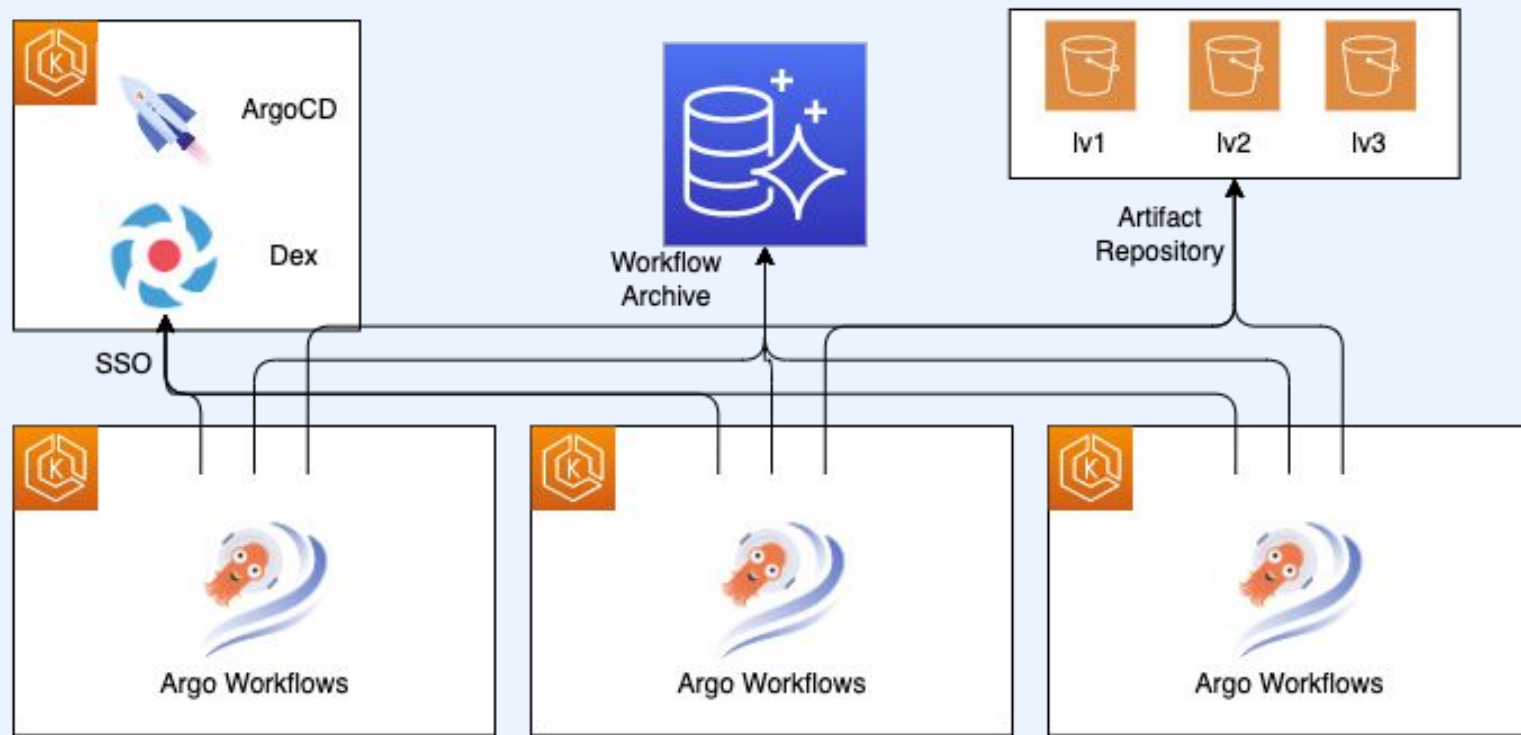 K
ArgoCD
Dex
lv1
lv2
lv3
Artifact
Repository
Workflow
Archive
SSO
K
Argo Workflows
K
Argo Workflows
K
Argo Workflows